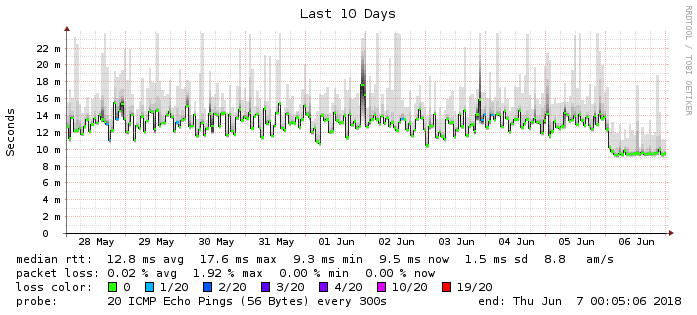 Last 10 Days
RRDTOOL / TOBI OETIKER
Seconds
22 m
20 m
18 m
16 m
14 m
12 m
10 m
8 m
6 m
4 m
2 m
0
28 May 29 May 30 May 31 May 01 Jun 02 Jun 03 Jun 04 Jun 05 Jun 06 Jun
median rtt: 12.8 ms avg 17.6 ms max 9.3 ms min 9.5 ms now 1.5 ms sd 8.8 am/s
packet loss: 0.02 % avg 1.92 % max 0.00 % min 0.00 % now
loss color: 0 1/20 2/20 3/20 4/20 10/20 19/20
probe: 20 ICMP Echo Pings (56 Bytes) every 300s end: Thu Jun 7 00:05:06 2018